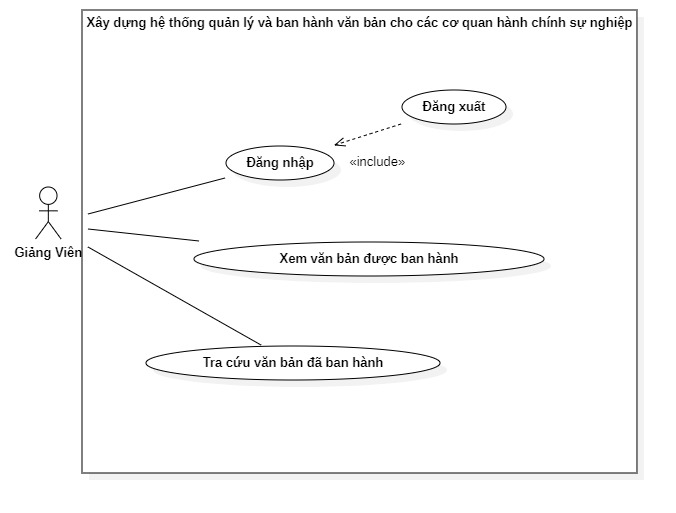 Xây dựng hệ thống quản lý và ban hành văn bản cho các cơ quan hành chính sự nghiệp
Đăng xuất
Đăng nhập
«include»
Giảng Viên
Xem văn bản được ban hành
Tra cứu văn bản đã ban hành